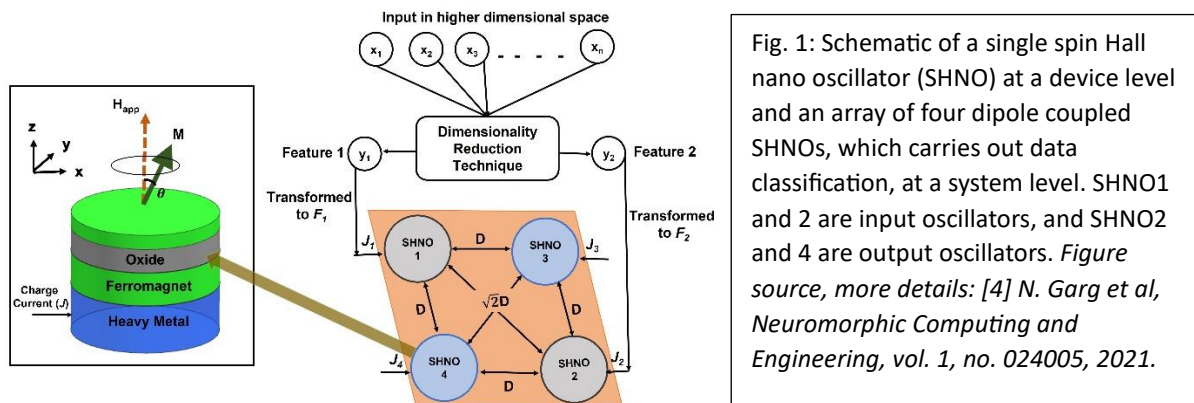 Input in higher dimensional space
x1 x2 x3 - - - - xn
Dimensionality
Reduction
Technique
Feature 1
y1
y2
Feature 2
Transformed
to F1
Transformed
to F2
J1
SHNO
1
D
SHNO
3
J3
D
√2D
D
J4
SHNO
4
D
SHNO
2
J2
Happ
M
z
y
x
θ
Oxide
Ferromagnet
Heavy Metal
Charge
Current (J)
Fig. 1: Schematic of a single spin Hall
nano oscillator (SHNO) at a device level
and an array of four dipole coupled
SHNOs, which carries out data
classification, at a system level. SHNO1
and 2 are input oscillators, and SHNO2
and 4 are output oscillators. Figure
source, more details: [4] N. Garg et al,
Neuromorphic Computing and
Engineering, vol. 1, no. 024005, 2021.